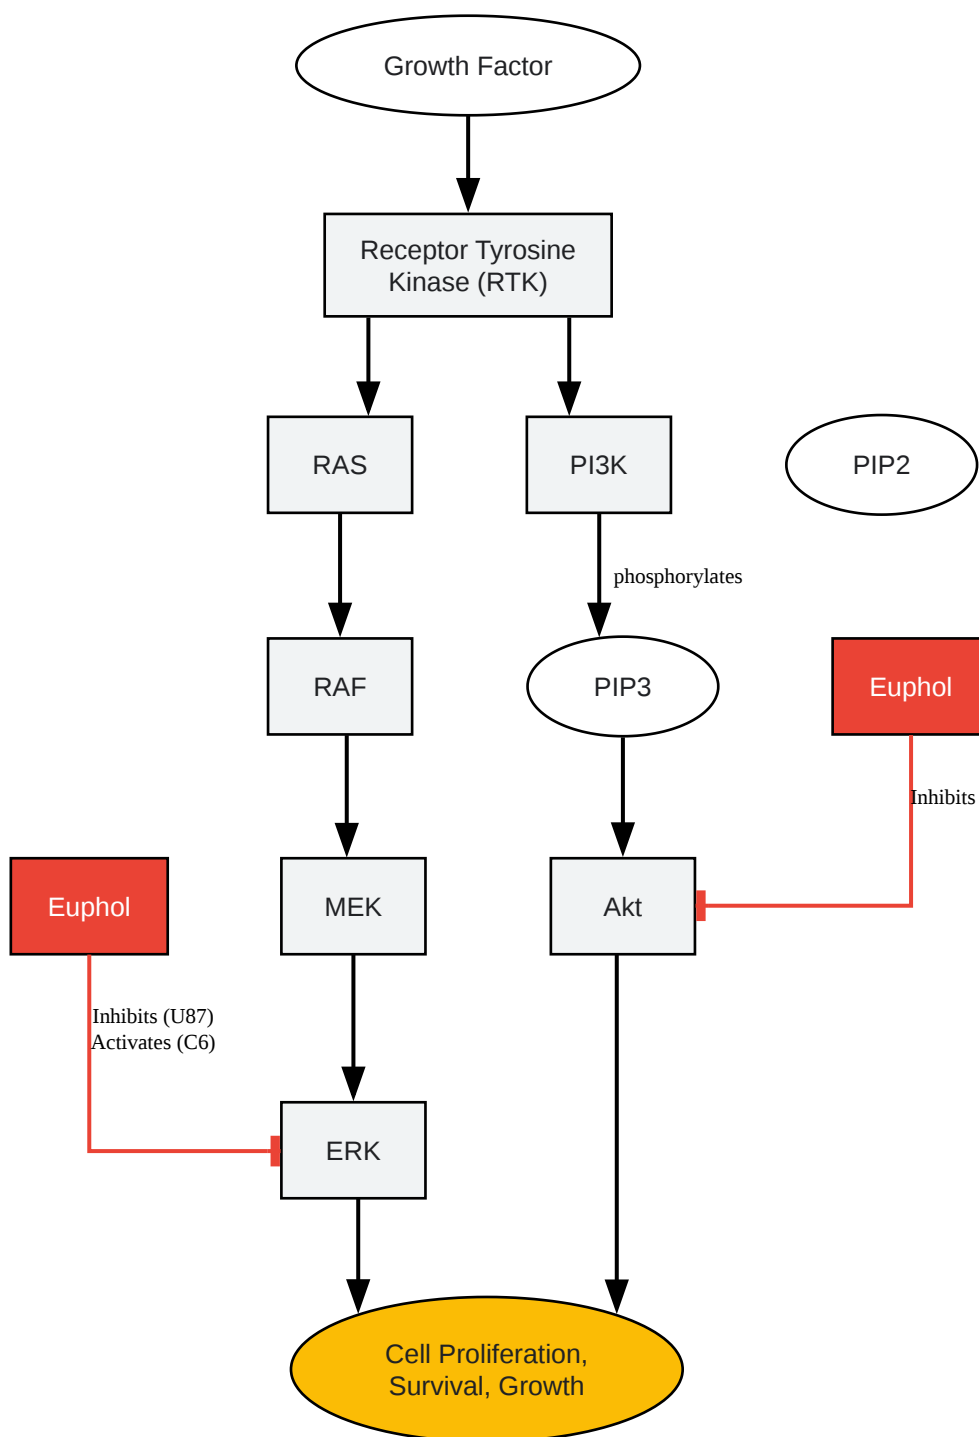 Growth Factor
Receptor Tyrosine
Kinase (RTK)
RAS
PI3K
PIP2
phosphorylates
RAF
PIP3
Euphol
Inhibits
Euphol
MEK
Akt
Inhibits (U87)
Activates (C6)
ERK
Cell Proliferation,
Survival, Growth